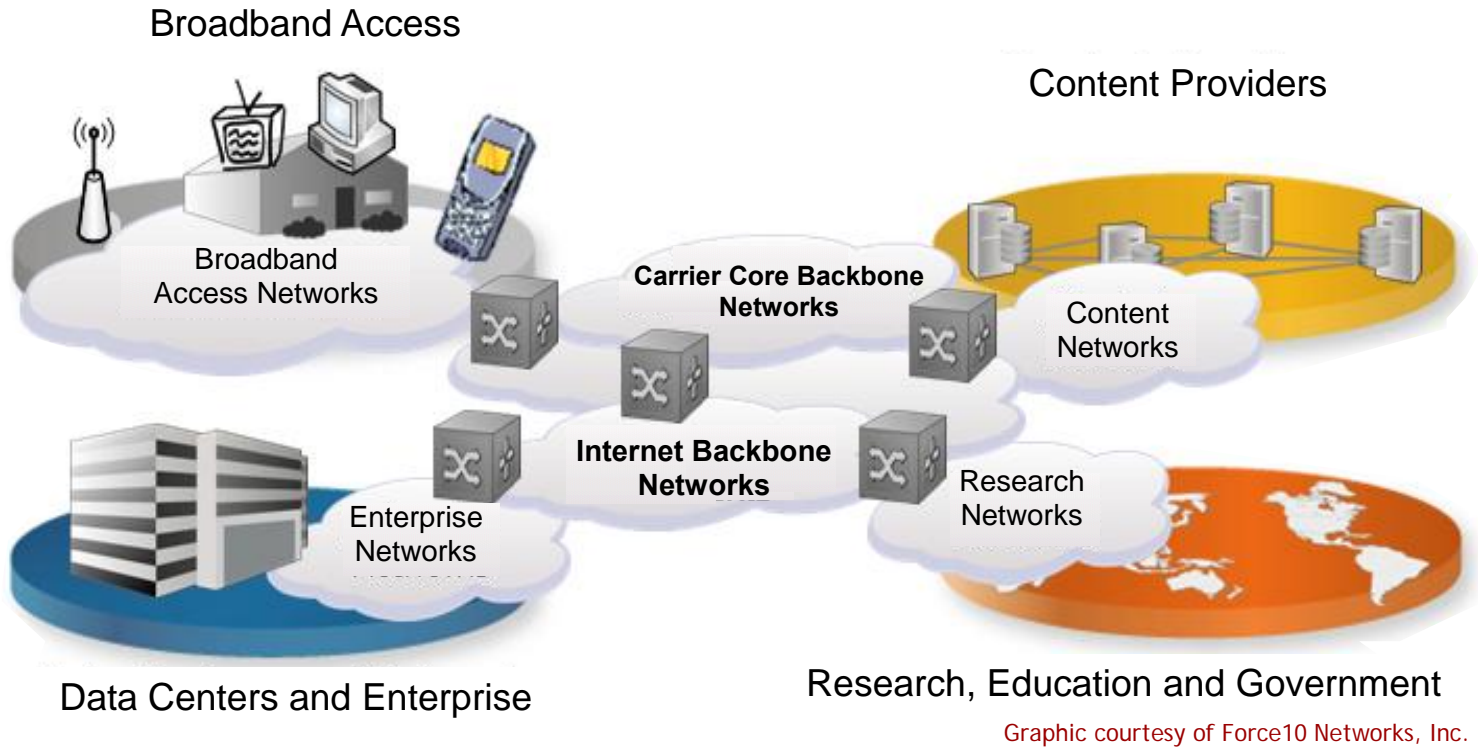 Broadband Access
Content Providers
Broadband
Access Networks
Carrier Core Backbone
Networks
Content
Networks
Internet Backbone
Networks
Research
Networks
Enterprise
Networks
Data Centers and Enterprise
Research, Education and Government
Graphic courtesy of Force10 Networks, Inc.